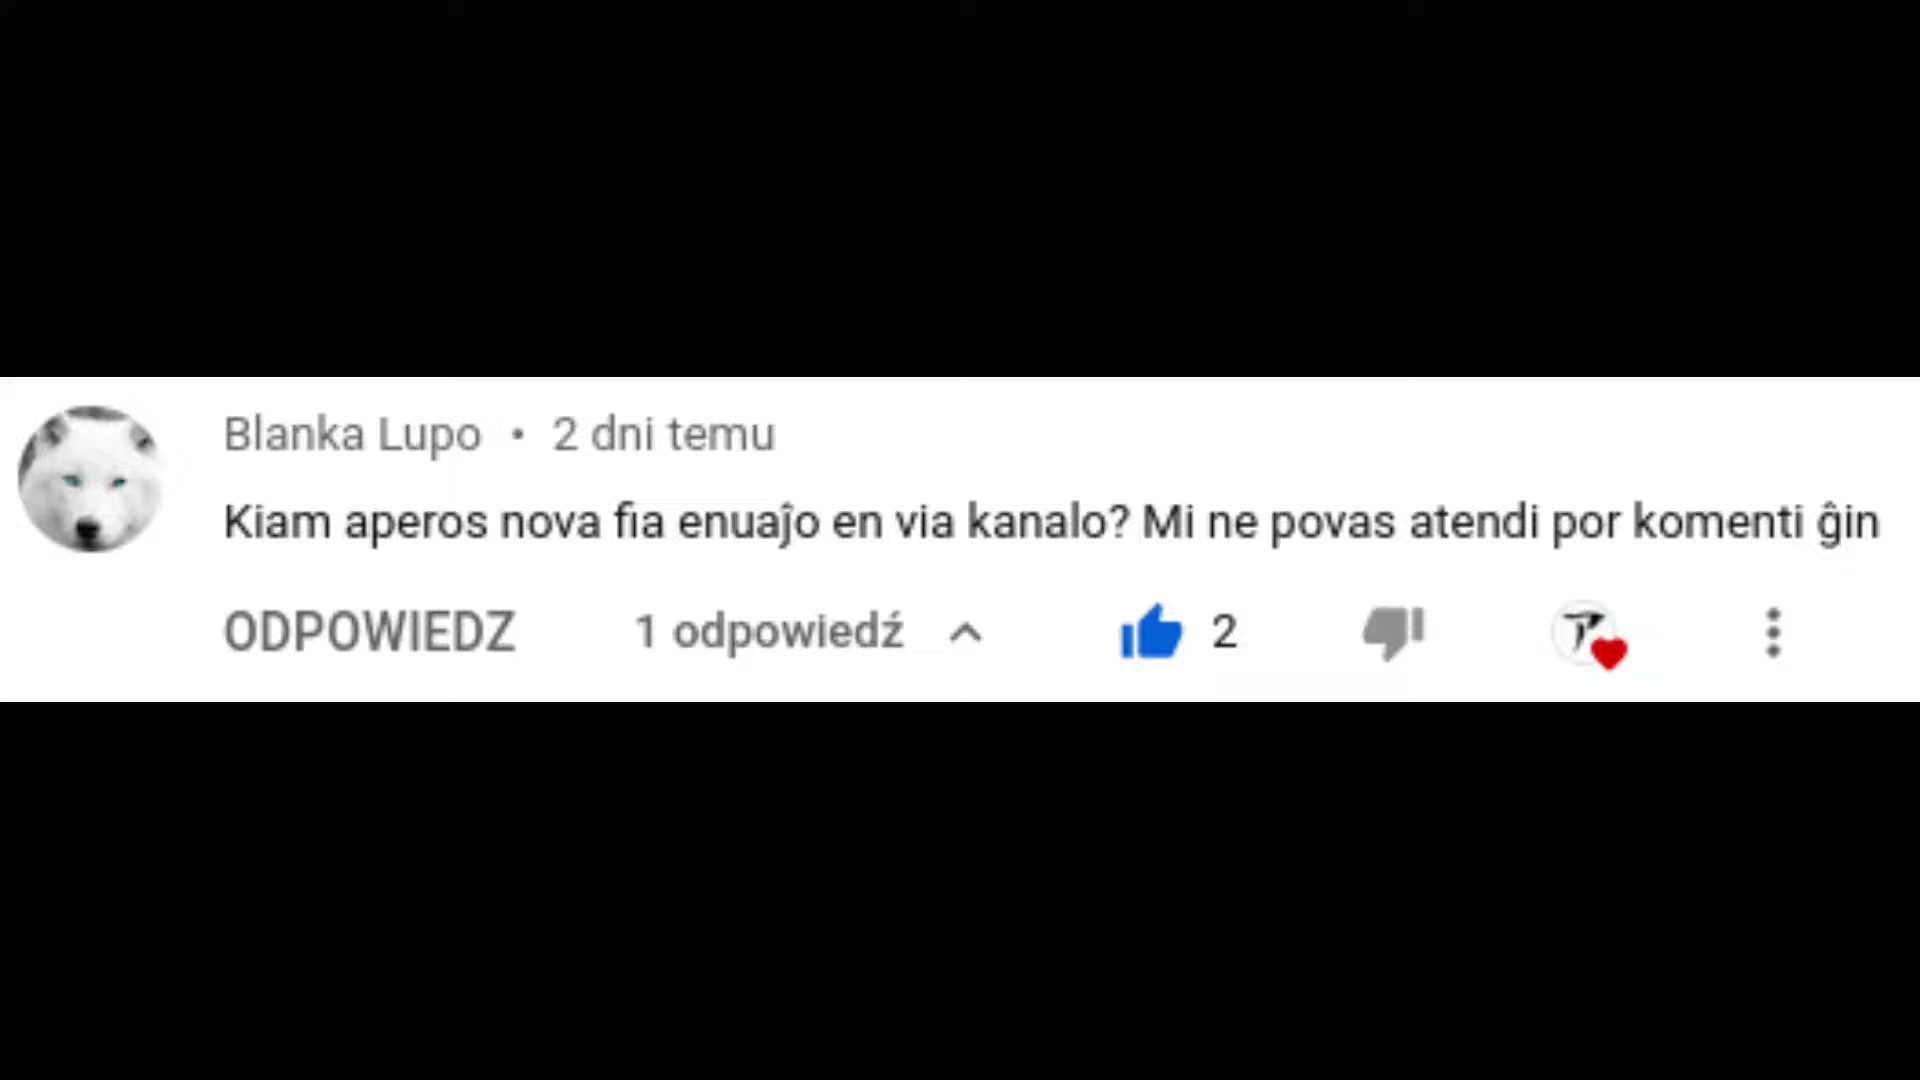 Blanka Lupo • 2 dni temu
Kiam aperos nova fia enuaĵo en via kanalo? Mi ne povas atendi por komenti ĝin
ODPOWIEDZ 1 odpowiedź 2